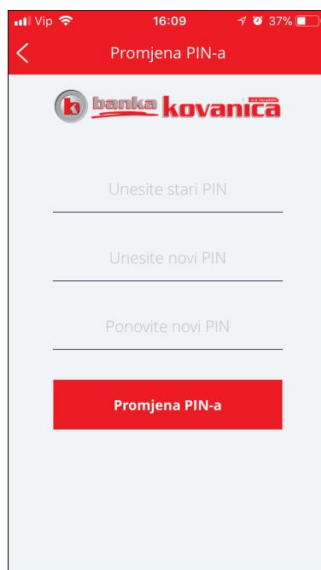 Vip 16:09 37%
Promjena PIN-a
banka kovanica
Unesite stari PIN
Unesite novi PIN
Ponovite novi PIN
Promjena PIN-a